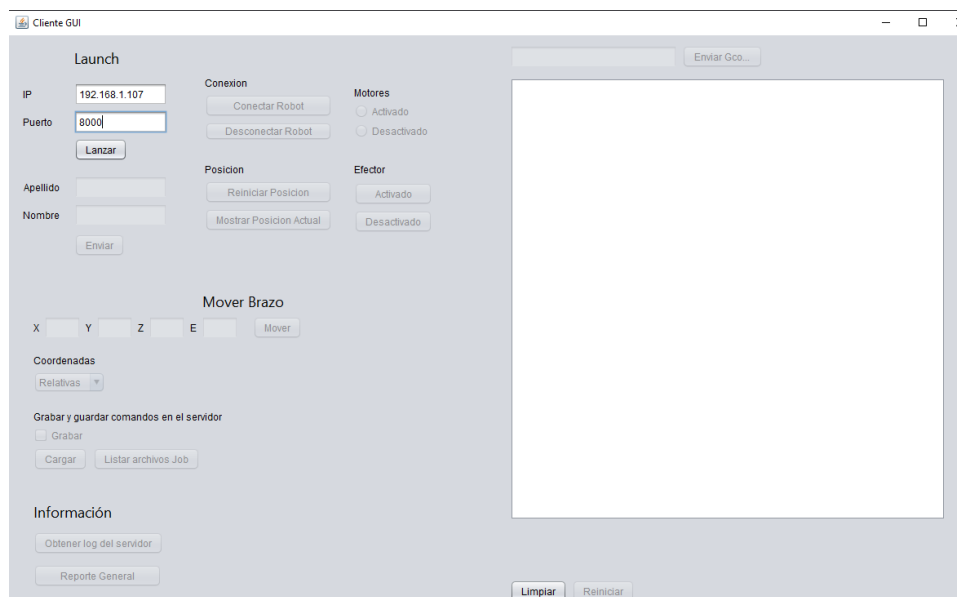 Cliente GUI
Launch
IP 192.168.1.107
Puerto 8000
Lanzar
Apellido
Nombre
Enviar
Conexion
Conectar Robot
Desconectar Robot
Motores
Activado
Desactivado
Posicion
Reiniciar Posicion
Mostrar Posicion Actual
Efector
Activado
Desactivado
Mover Brazo
X Y Z E Mover
Coordenadas
Relativas
Grabar y guardar comandos en el servidor
Grabar
Cargar Listar archivos Job
Información
Obtener log del servidor
Reporte General
Enviar Gco...
Limpiar Reiniciar